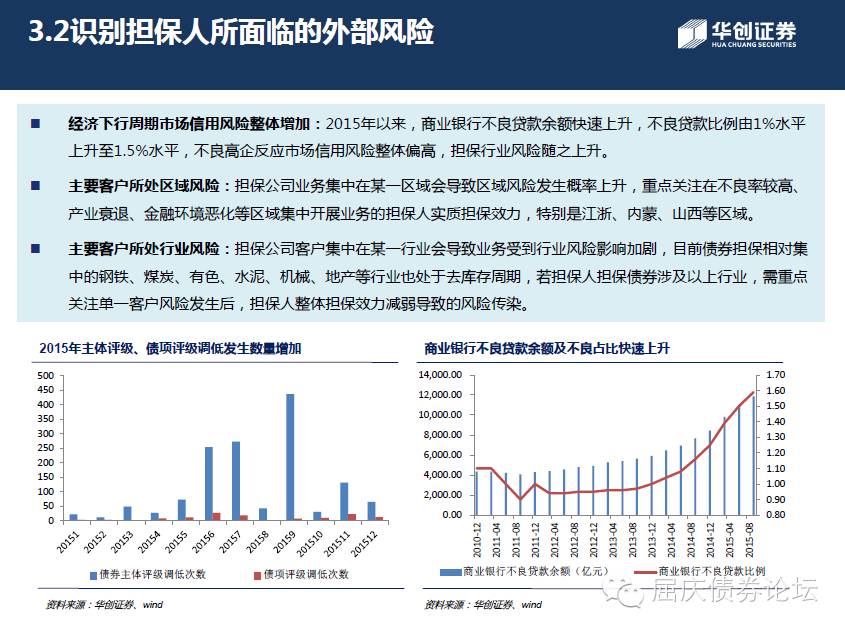 3.2识别担保人所面临的外部风险
华创证券
HUA CHUANG SECURITIES
■ 经济下行周期市场信用风险整体增加：2015年以来，商业银行不良贷款余额快速上升，不良贷款比例由1%水平
上升至1.5%水平，不良高企反应市场信用风险整体偏高，担保行业风险随之上升。
■ 主要客户所处区域风险：担保公司业务集中在某一区域会导致区域风险发生概率上升，重点关注在不良率较高、
产业衰退、金融环境恶化等区域集中开展业务的担保人实质担保效力，特别是江浙、内蒙、山西等区域。
■ 主要客户所处行业风险：担保公司客户集中在某一行业会导致业务受到行业风险影响加剧，目前债券担保相对集
中的钢铁、煤炭、有色、水泥、机械、地产等行业也处于去库存周期，若担保人担保债券涉及以上行业，需重点
关注单一客户风险发生后，担保人整体担保效力减弱导致的风险传染。
2015年主体评级、债项评级调低发生数量增加
500
450
400
350
300
250
200
150
100
50
0
20151
20152
20153
20154
20155
20156
20157
20158
20159
201510
201511
201512
债券主体评级调低次数
债项评级调低次数
资料来源：华创证券、wind
商业银行不良贷款余额及不良占比快速上升
14,000.00
12,000.00
10,000.00
8,000.00
6,000.00
4,000.00
2,000.00
0.00
1.70
1.60
1.50
1.40
1.30
1.20
1.10
1.00
0.90
0.80
2010-12
2011-04
2011-08
2011-12
2012-04
2012-08
2012-12
2013-04
2013-08
2013-12
2014-04
2014-08
2014-12
2015-04
2015-08
商业银行不良贷款余额（亿元）
商业银行不良贷款比例
资料来源：华创证券、wind
屈庆债券论坛